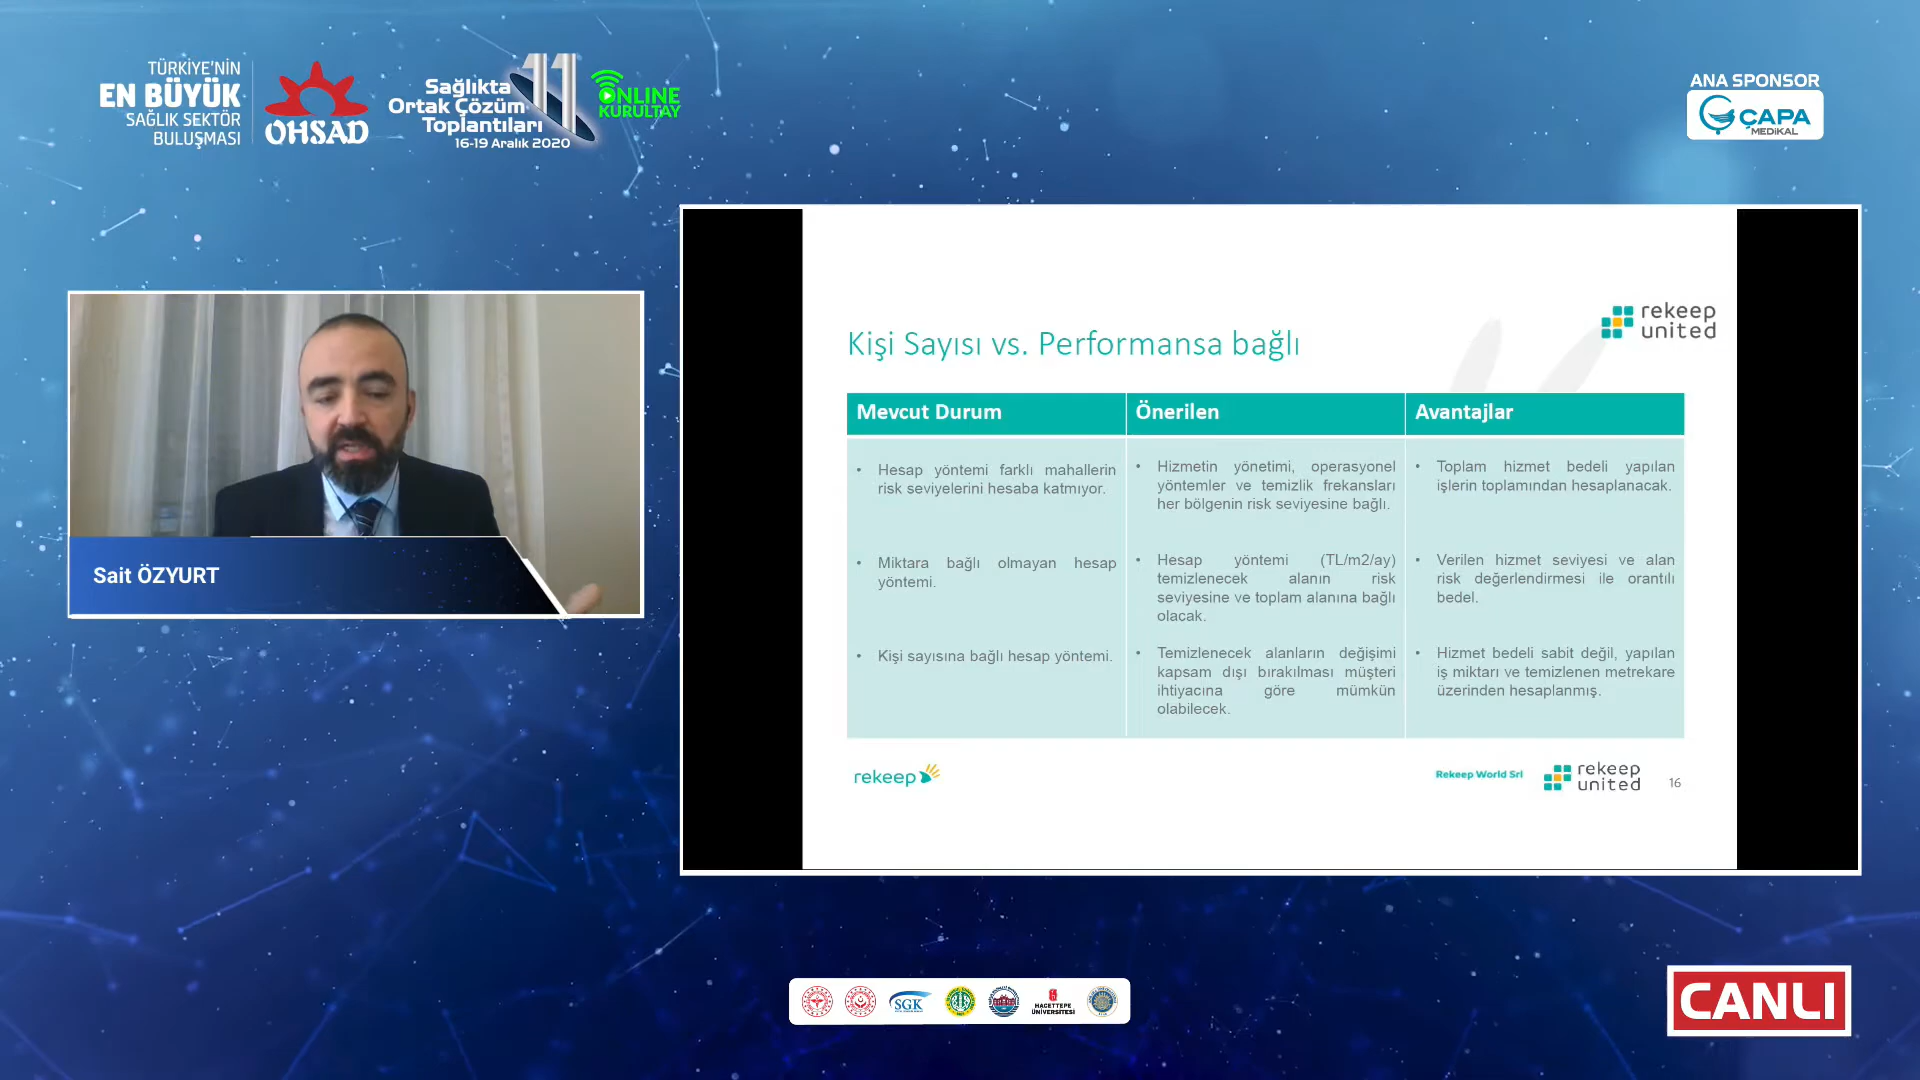 TÜRKİYE'NİN
EN BÜYÜK
SAĞLIK SEKTÖR
BULUŞMASI
OHSAD
Sağlıkta
Ortak Çözüm
Toplantıları
11
16-19 Aralık 2020
ONLINE
KURULTAY
ANA SPONSOR
ÇAPA
MEDİKAL
Sait ÖZYURT
rekeep
united
Kişi Sayısı vs. Performansa bağlı
Mevcut Durum
• Hesap yöntemi farklı mahallerin
risk seviyelerini hesaba katmıyor.
• Miktara bağlı olmayan hesap
yöntemi.
• Kişi sayısına bağlı hesap yöntemi.
Önerilen
• Hizmetin yönetimi, operasyonel
yöntemler ve temizlik frekansları
her bölgenin risk seviyesine bağlı.
• Hesap yöntemi (TL/m2/ay)
temizlenecek alanın risk
seviyesine ve toplam alanına bağlı
olacak.
• Temizlenecek alanların değişimi
kapsam dışı bırakılması müşteri
ihtiyacına göre mümkün
olabilecek.
Avantajlar
• Toplam hizmet bedeli yapılan
işlerin toplamından hesaplanacak.
• Verilen hizmet seviyesi ve alan
risk değerlendirmesi ile orantılı
bedel.
• Hizmet bedeli sabit değil, yapılan
iş miktarı ve temizlenen metrekare
üzerinden hesaplanmış.
rekeep
Rekeep World Srl
rekeep
united
16
SGK
HACETTEPE
ÜNİVERSİTESİ
CANLI